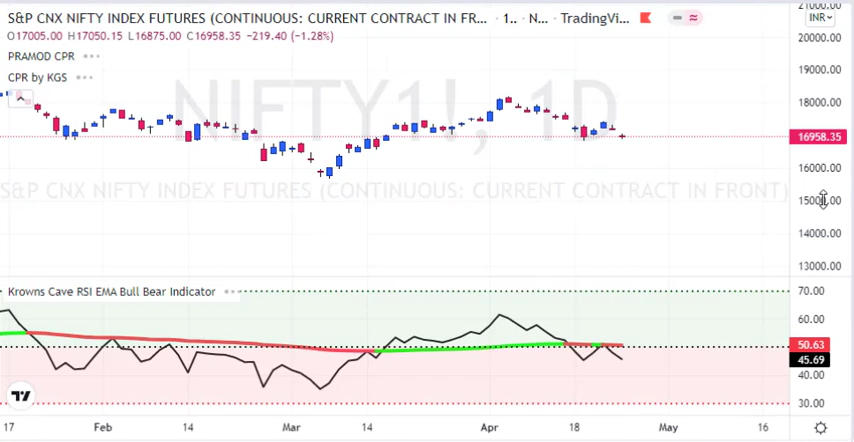 S&P CNX NIFTY INDEX FUTURES (CONTINUOUS: CURRENT CONTRACT IN FR... · 1.. · N... · TradingVi...
INR
O17005.00 H17050.15 L16875.00 C16958.35 −219.40 (−1.28%)
PRAMOD CPR
CPR by KGS
NIFTY1!, 1D
S&P CNX NIFTY INDEX FUTURES (CONTINUOUS: CURRENT CONTRACT IN FRONT)
21000.00
20000.00
19000.00
18000.00
16958.35
16000.00
15000.00
14000.00
13000.00
Krowns Cave RSI EMA Bull Bear Indicator
70.00
60.00
50.63
45.69
40.00
30.00
17 Feb 14 Mar 14 Apr 18 May 16